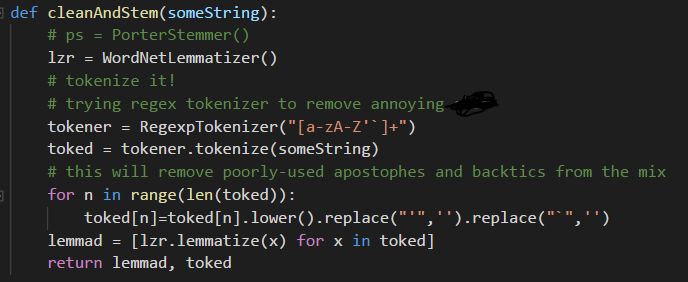 def cleanAndStem(someString):
    # ps = PorterStemmer()
    lzr = WordNetLemmatizer()
    # tokenize it!
    # trying regex tokenizer to remove annoying
    tokener = RegexpTokenizer("[a-zA-Z'`]+")
    toked = tokener.tokenize(someString)
    # this will remove poorly-used apostophes and backtics from the mix
    for n in range(len(toked)):
        toked[n]=toked[n].lower().replace("'",'').replace("`",'')
    lemmad = [lzr.lemmatize(x) for x in toked]
    return lemmad, toked